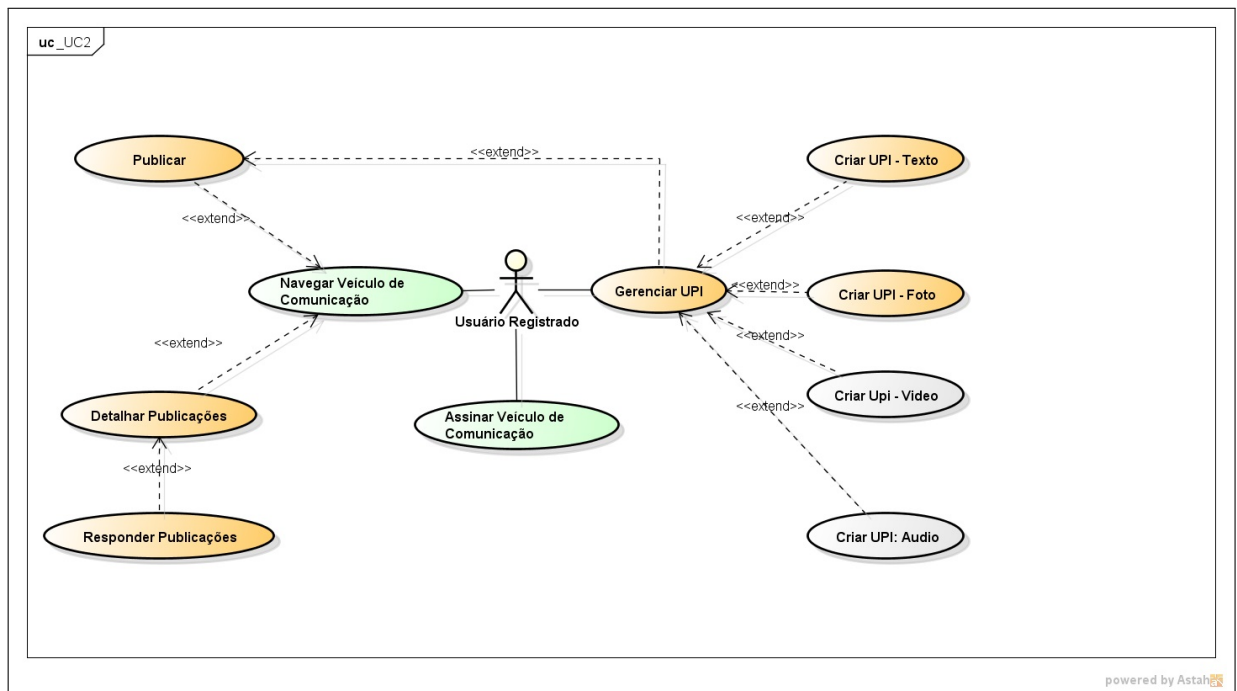 uc _UC2
Publicar
<<extend>>
Criar UPI - Texto
<<extend>>
<<extend>>
Navegar Veículo de
Comunicação
Usuário Registrado
Gerenciar UPI
<<extend>>
Criar UPI - Foto
<<extend>>
<<extend>>
Detalhar Publicações
Assinar Veículo de
Comunicação
Criar Upi - Video
<<extend>>
<<extend>>
Responder Publicações
Criar UPI: Audio
powered by Astah